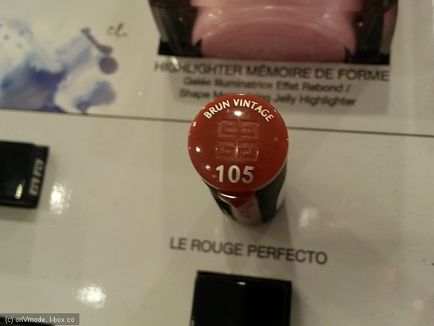 HIGHLIGHTER MÉMOIRE DE FORME
Gelée Illuminatrice Effet Rebond /
Shape Memory Jelly Highlighter
BRUN VINTAGE
105
LE ROUGE PERFECTO
(c) oriVmode, l-box.co